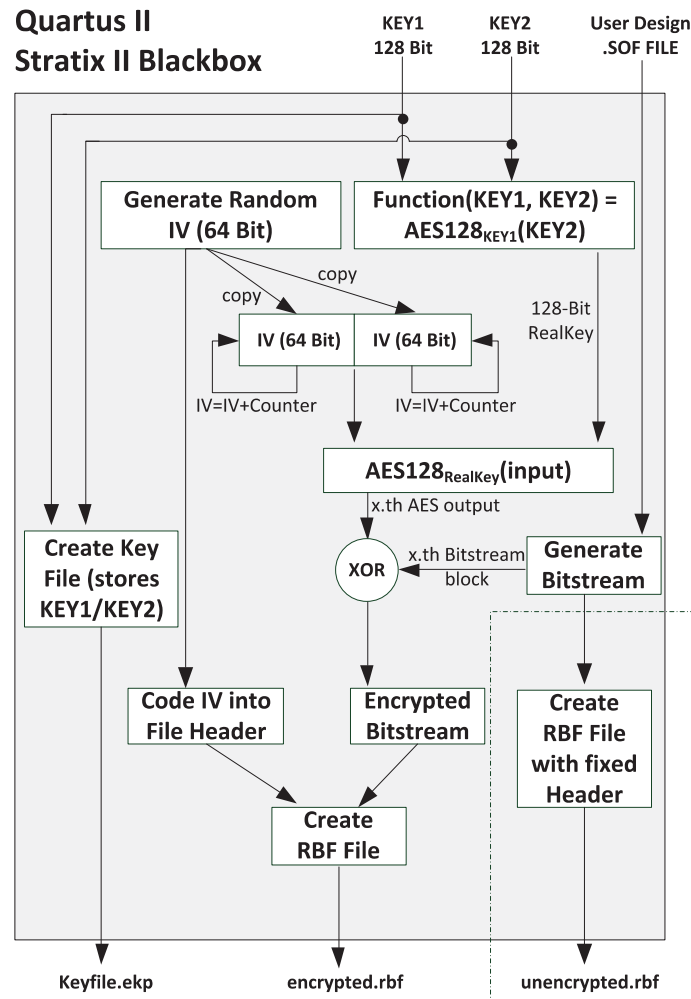 Quartus II
Stratix II Blackbox
KEY1
128 Bit
KEY2
128 Bit
User Design
.SOF FILE
Generate Random
IV (64 Bit)
Function(KEY1, KEY2) =
AES128KEY1(KEY2)
copy
copy
128-Bit
RealKey
IV (64 Bit)
IV (64 Bit)
IV=IV+Counter
IV=IV+Counter
AES128RealKey(input)
x.th AES output
Create Key
File (stores
KEY1/KEY2)
XOR
x.th Bitstream
block
Generate
Bitstream
Code IV into
File Header
Encrypted
Bitstream
Create
RBF File
with fixed
Header
Create
RBF File
Keyfile.ekp
encrypted.rbf
unencrypted.rbf